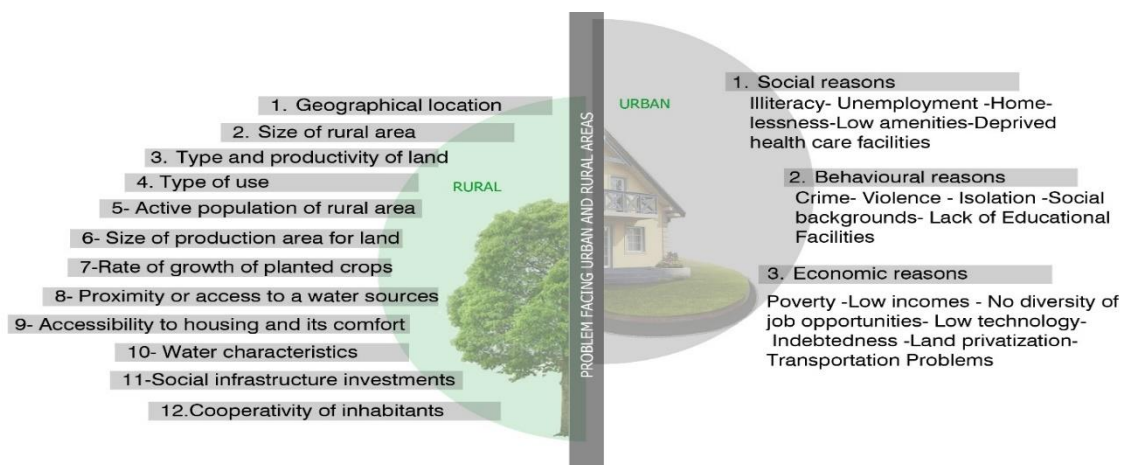 1. Geographical location
2. Size of rural area
3. Type and productivity of land
4. Type of use
5- Active population of rural area
6- Size of production area for land
7-Rate of growth of planted crops
8- Proximity or access to a water sources
9- Accessibility to housing and its comfort
10- Water characteristics
11-Social infrastructure investments
12.Cooperativity of inhabitants
RURAL
PROBLEM FACING URBAN AND RURAL AREAS
URBAN
1. Social reasons
Illiteracy- Unemployment -Home-
lessness-Low amenities-Deprived
health care facilities
2. Behavioural reasons
Crime- Violence - Isolation -Social
backgrounds- Lack of Educational
Facilities
3. Economic reasons
Poverty -Low incomes - No diversity of
job opportunities- Low technology-
Indebtedness -Land privatization-
Transportation Problems